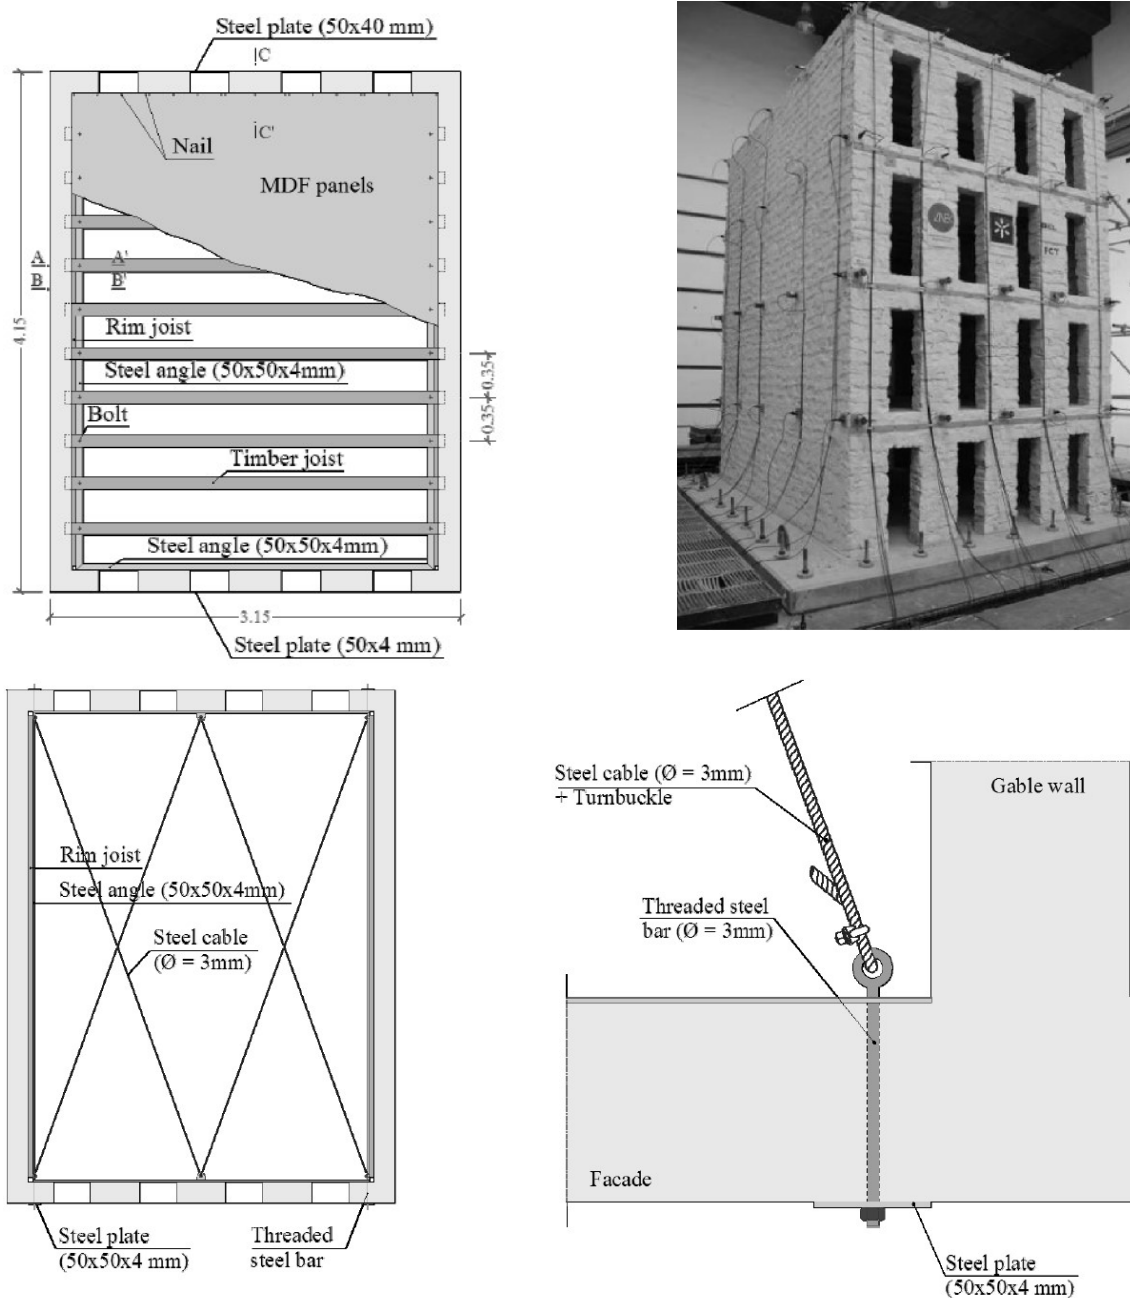 Steel plate (50x40 mm)
C
C'
Nail
MDF panels
A
A'
B
B'
4.15
Rim joist
Steel angle (50x50x4mm)
0.35
0.35
Bolt
Timber joist
Steel angle (50x50x4mm)
3.15
Steel plate (50x4 mm)
FCT
Rim joist
Steel angle (50x50x4mm)
Steel cable
(Ø = 3mm)
Steel plate
(50x50x4 mm)
Threaded
steel bar
Steel cable (Ø = 3mm)
+ Turnbuckle
Gable wall
Threaded steel
bar (Ø = 3mm)
Facade
Steel plate
(50x50x4 mm)